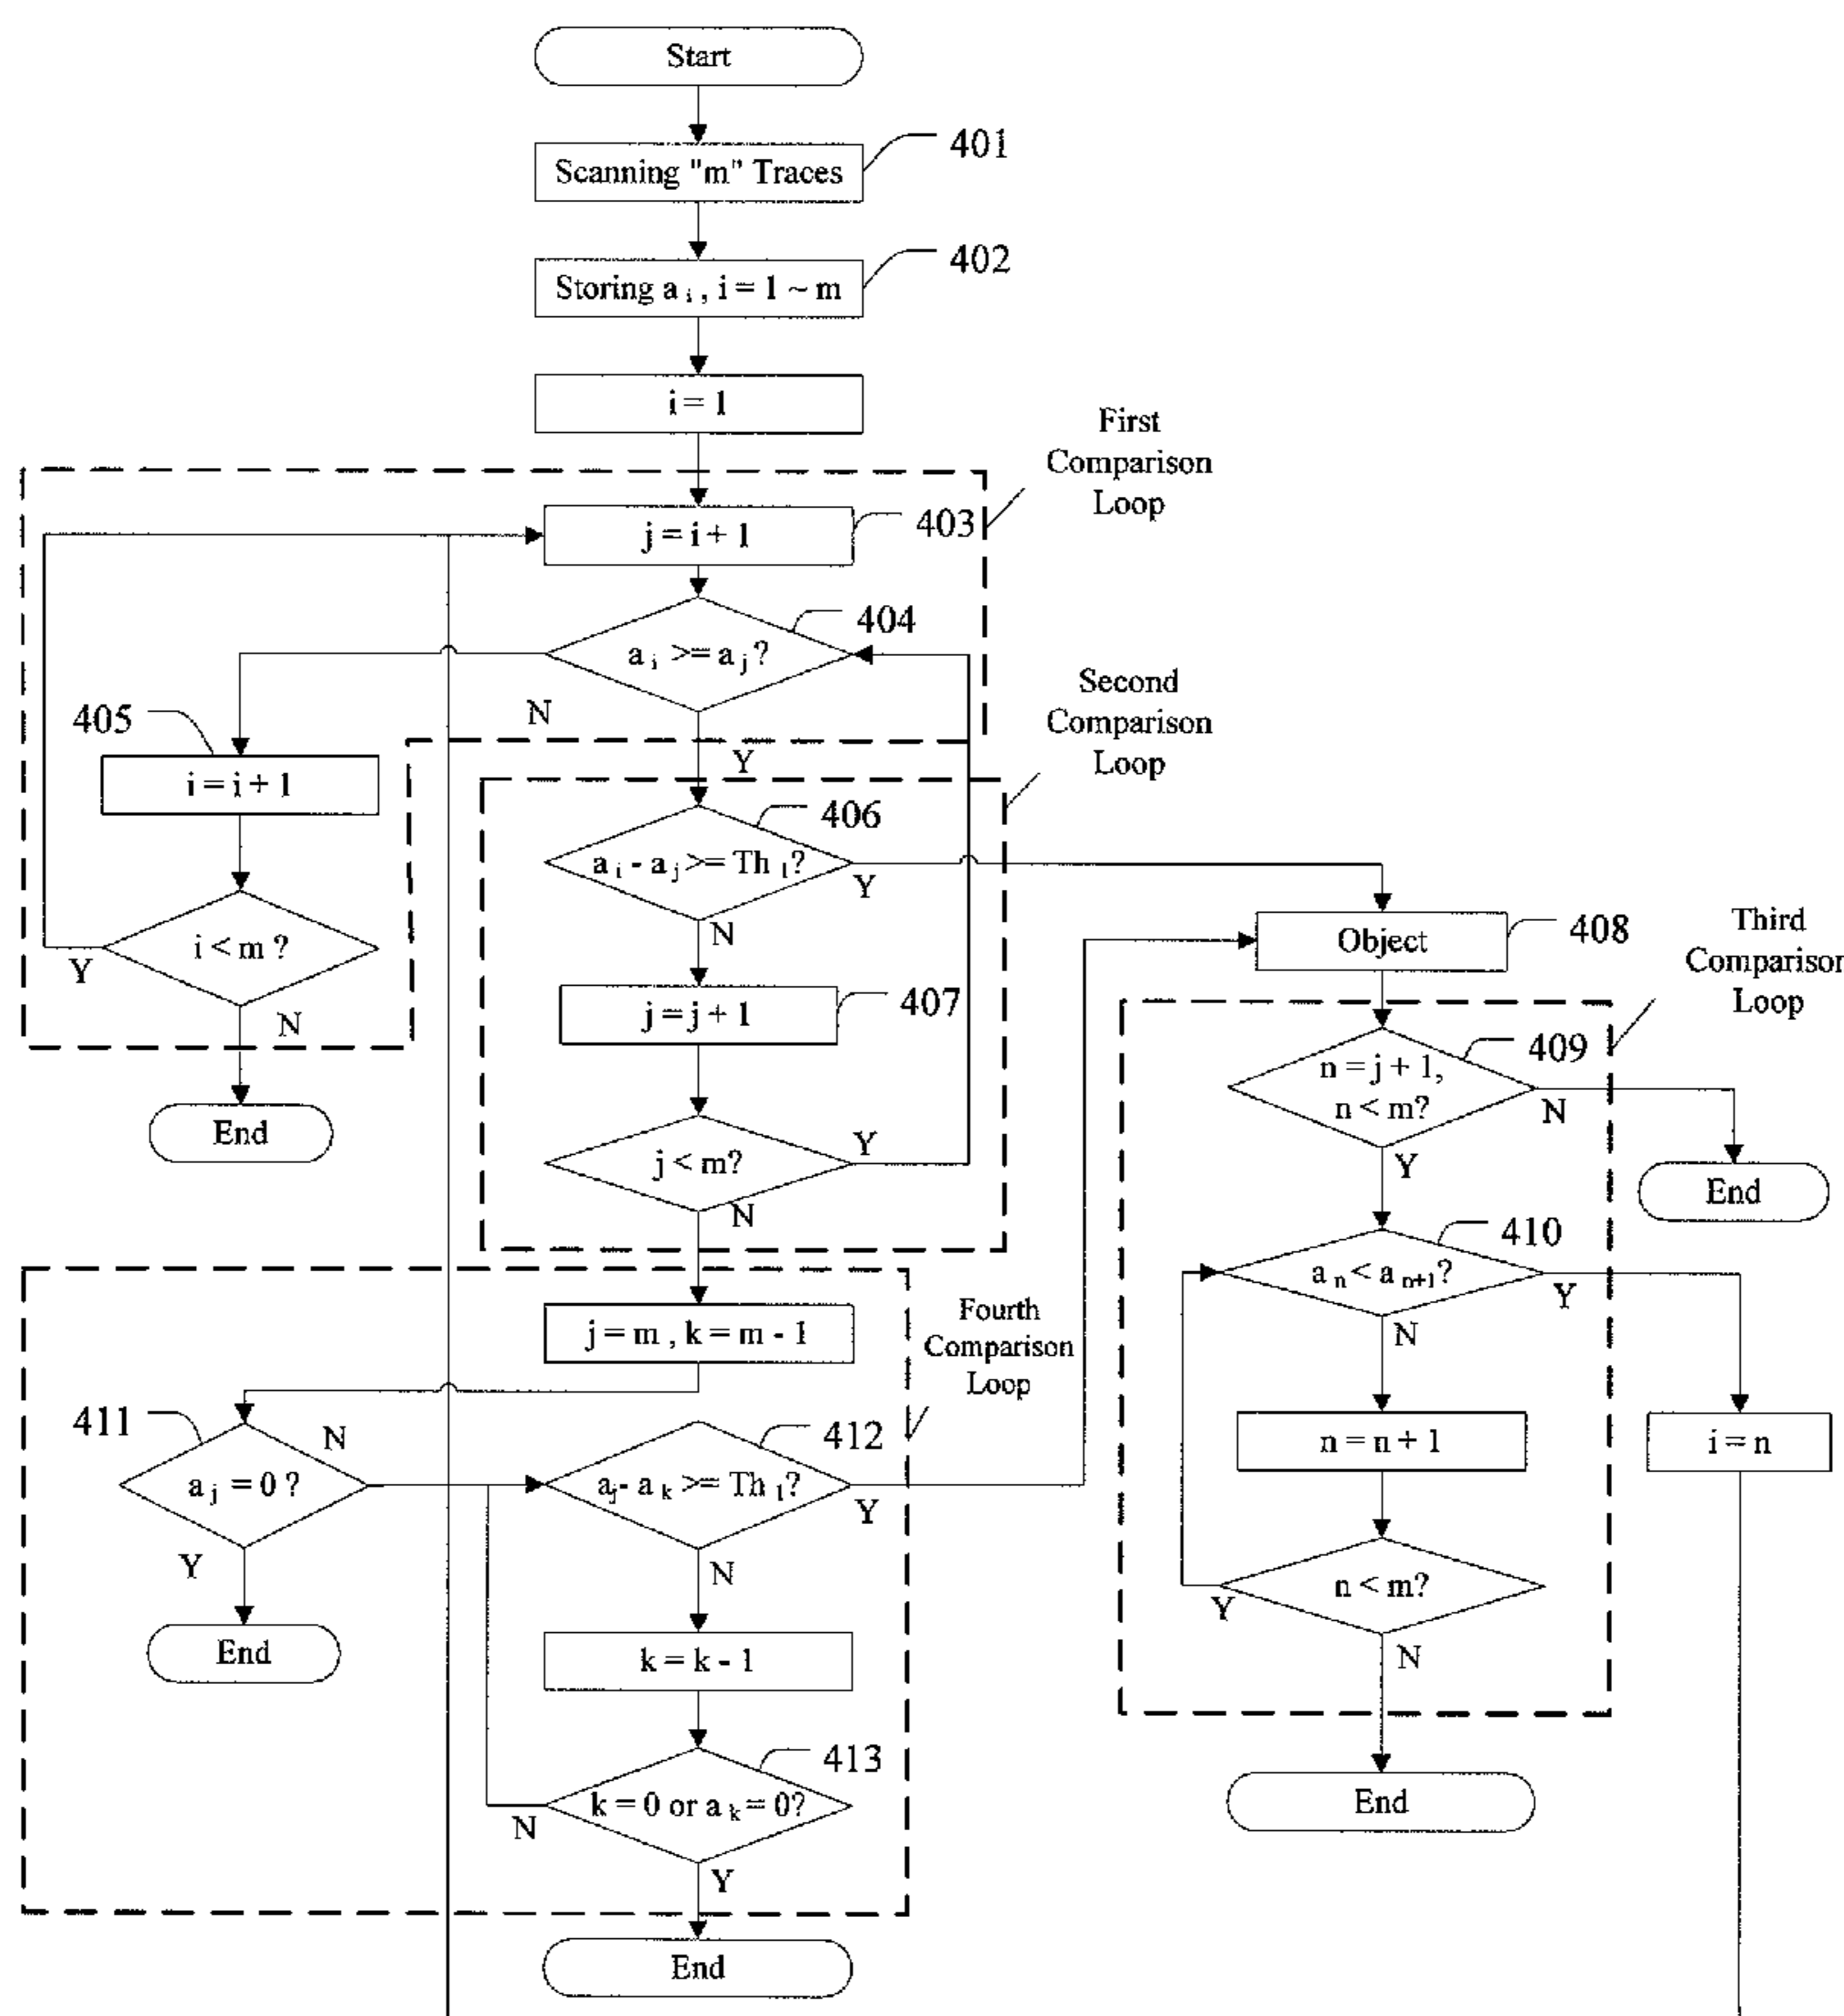 Start
Scanning "m" Traces
401
Storing a i , i = 1 ~ m
402
i = 1
First
Comparison
Loop
j = i + 1
403
a i >= a j ?
404
N
Y
405
i = i + 1
i < m ?
Y
N
End
Second
Comparison
Loop
a i - a j >= Th 1 ?
406
Y
N
j = j + 1
407
j < m?
Y
N
Object
408
Third
Comparison
Loop
n = j + 1,
n < m?
409
N
Y
End
a n < a n+1 ?
410
Y
N
n = n + 1
i = n
n < m?
Y
N
End
Fourth
Comparison
Loop
j = m , k = m - 1
411
a j = 0 ?
N
Y
End
a j - a k >= Th 1 ?
412
Y
N
k = k - 1
k = 0 or a k = 0?
413
N
Y
End